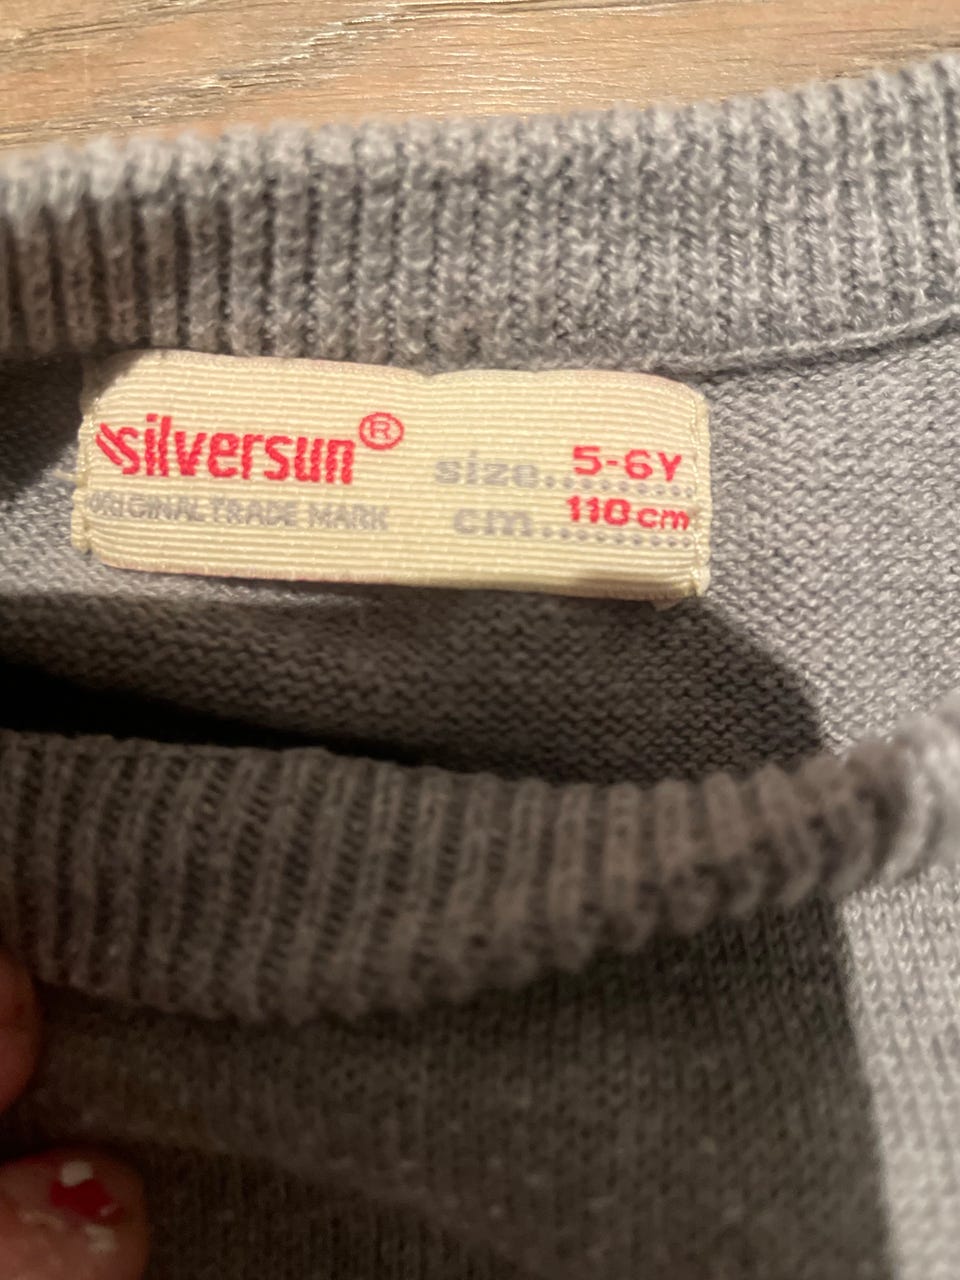 silversun®
ORIGINAL TRADE MARK
size..........5-6Y
cm..........110cm